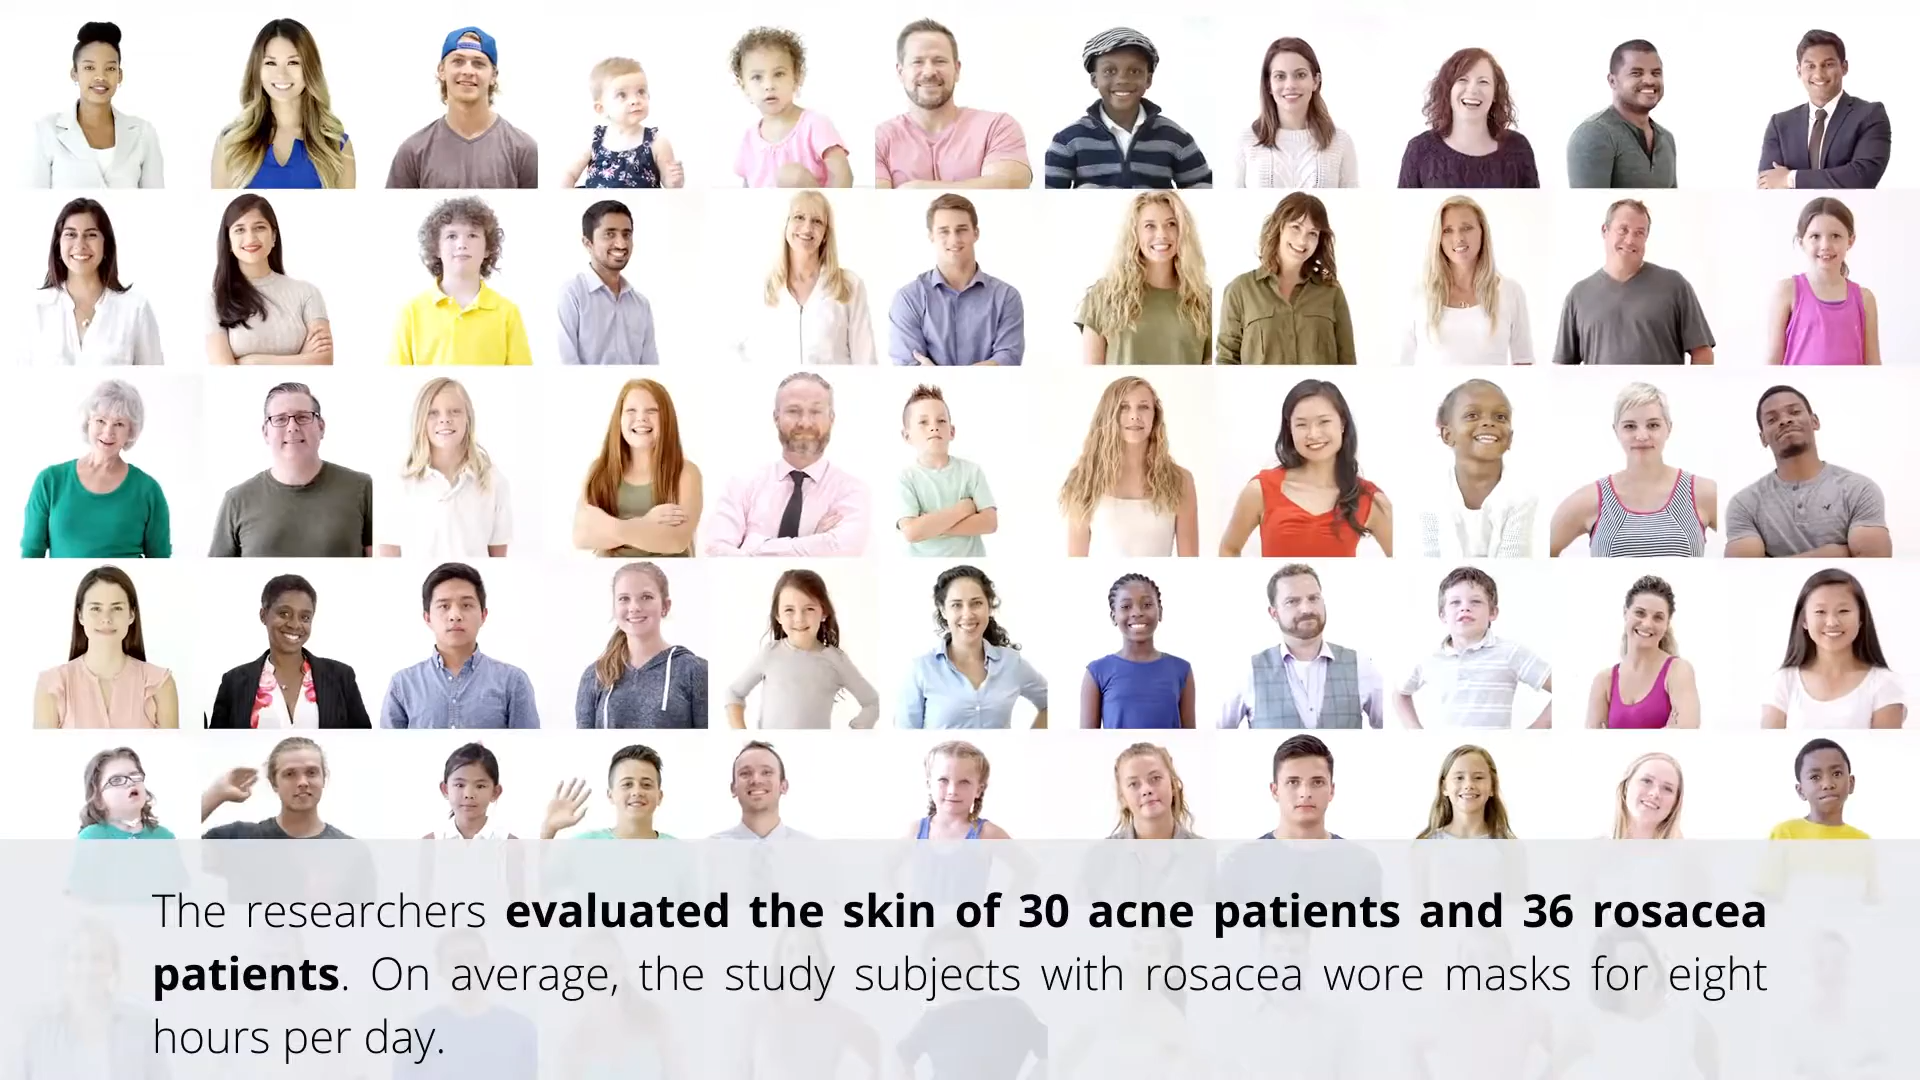 The researchers evaluated the skin of 30 acne patients and 36 rosacea
patients. On average, the study subjects with rosacea wore masks for eight
hours per day.